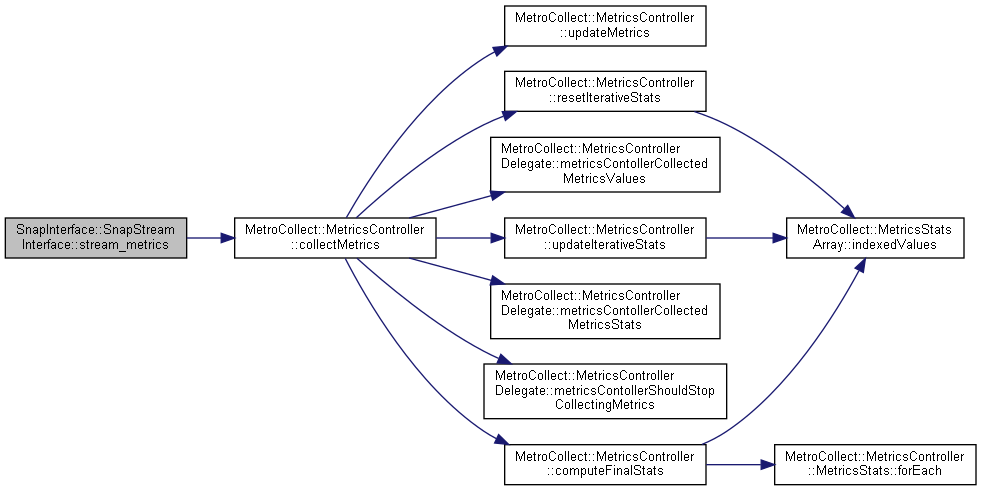 SnapInterface::SnapStream
Interface::stream_metrics
MetroCollect::MetricsController
::collectMetrics
MetroCollect::MetricsController
::updateMetrics
MetroCollect::MetricsController
::resetIterativeStats
MetroCollect::MetricsController
Delegate::metricsContollerCollected
MetricsValues
MetroCollect::MetricsController
::updateIterativeStats
MetroCollect::MetricsController
Delegate::metricsContollerCollected
MetricsStats
MetroCollect::MetricsController
Delegate::metricsContollerShouldStop
CollectingMetrics
MetroCollect::MetricsController
::computeFinalStats
MetroCollect::MetricsStats
Array::indexedValues
MetroCollect::MetricsController
::MetricsStats::forEach